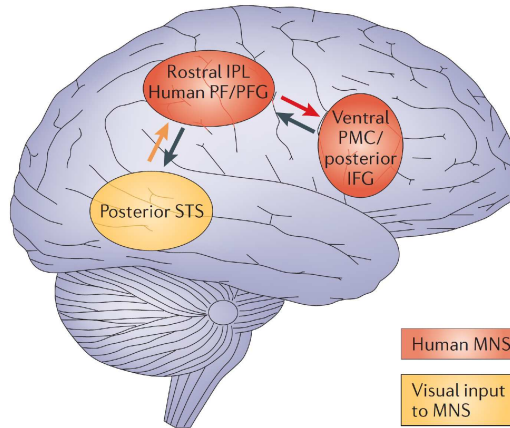 Rostral IPL
Human PF/PFG
Ventral
PMC/
posterior
IFG
Posterior STS
Human MNS
Visual input
to MNS